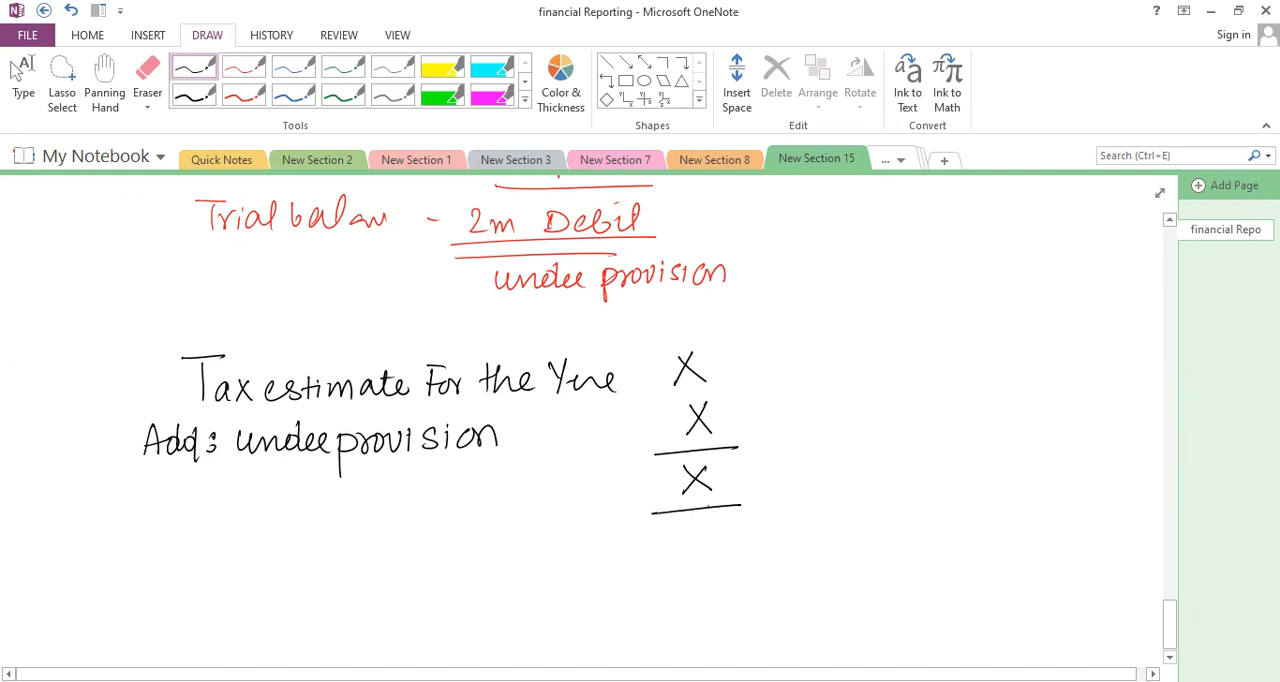 financial Reporting - Microsoft OneNote
?
FILE HOME INSERT DRAW HISTORY REVIEW VIEW
Sign in
Type Lasso Select Panning Hand Eraser
Color & Thickness
Insert Space Delete Arrange Rotate
Ink to Text Ink to Math
Tools Shapes Edit Convert
My Notebook Quick Notes New Section 2 New Section 1 New Section 3 New Section 7 New Section 8 New Section 15 ... +
Search (Ctrl+E)
Add Page
financial Repo
Trial balan - 2m Debit
under provision
Tax estimate For the Year X
Add: underprovision X
X